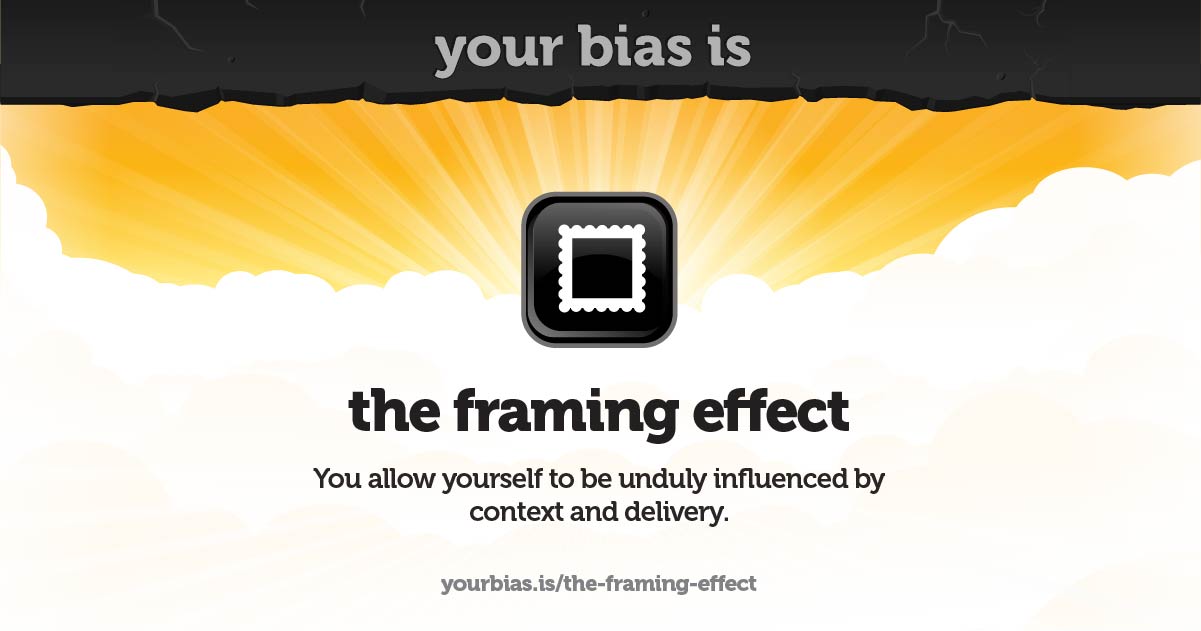 your bias is
the framing effect
You allow yourself to be unduly influenced by
context and delivery.
yourbias.is/the-framing-effect